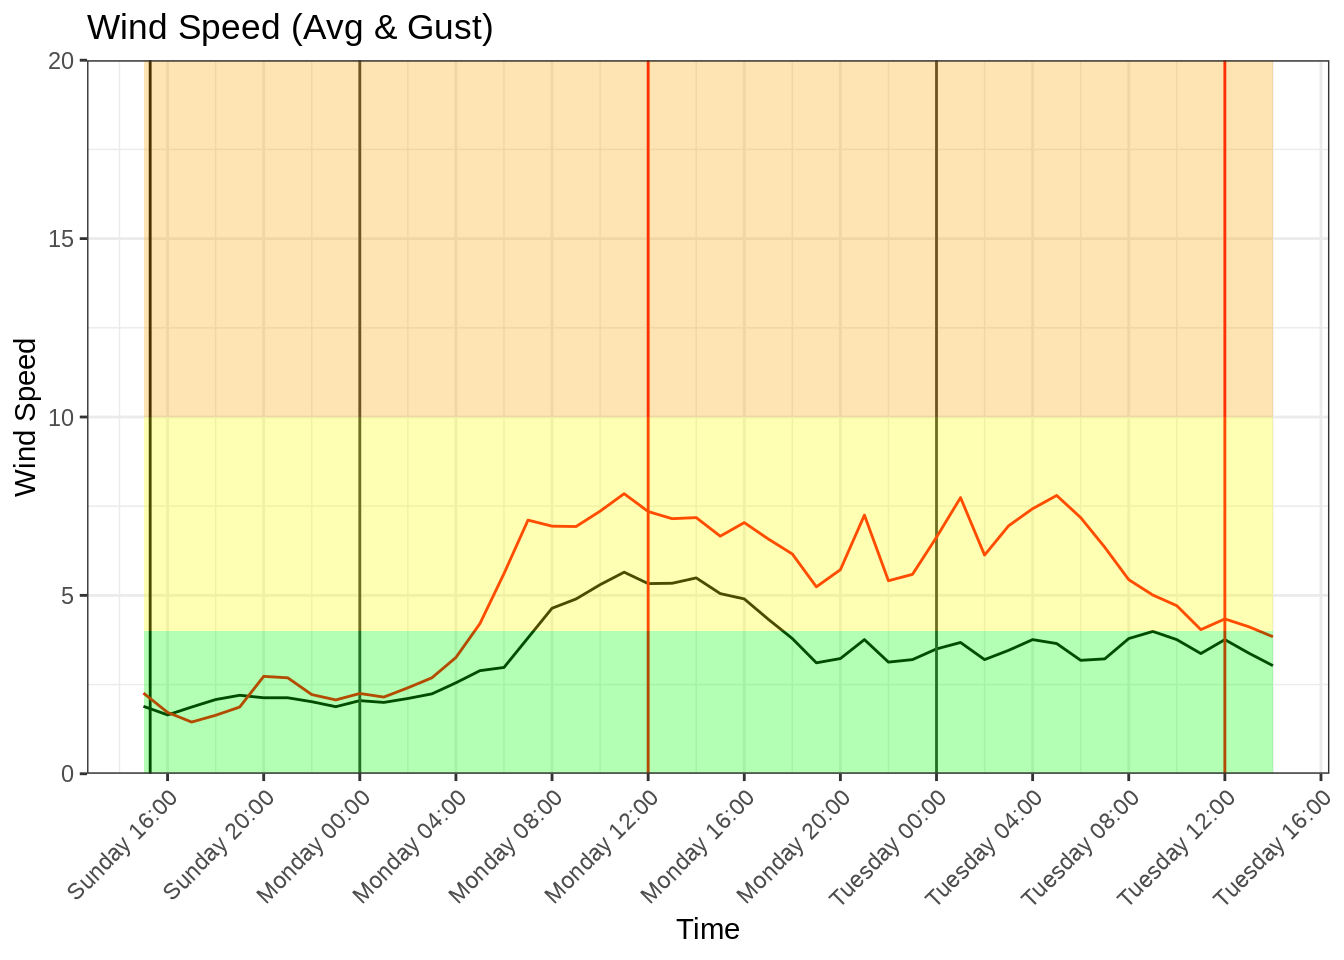 Wind Speed (Avg & Gust)
20
15
10
5
0
Wind Speed
Sunday 16:00
Sunday 20:00
Monday 00:00
Monday 04:00
Monday 08:00
Monday 12:00
Monday 16:00
Monday 20:00
Tuesday 00:00
Tuesday 04:00
Tuesday 08:00
Tuesday 12:00
Tuesday 16:00
Time